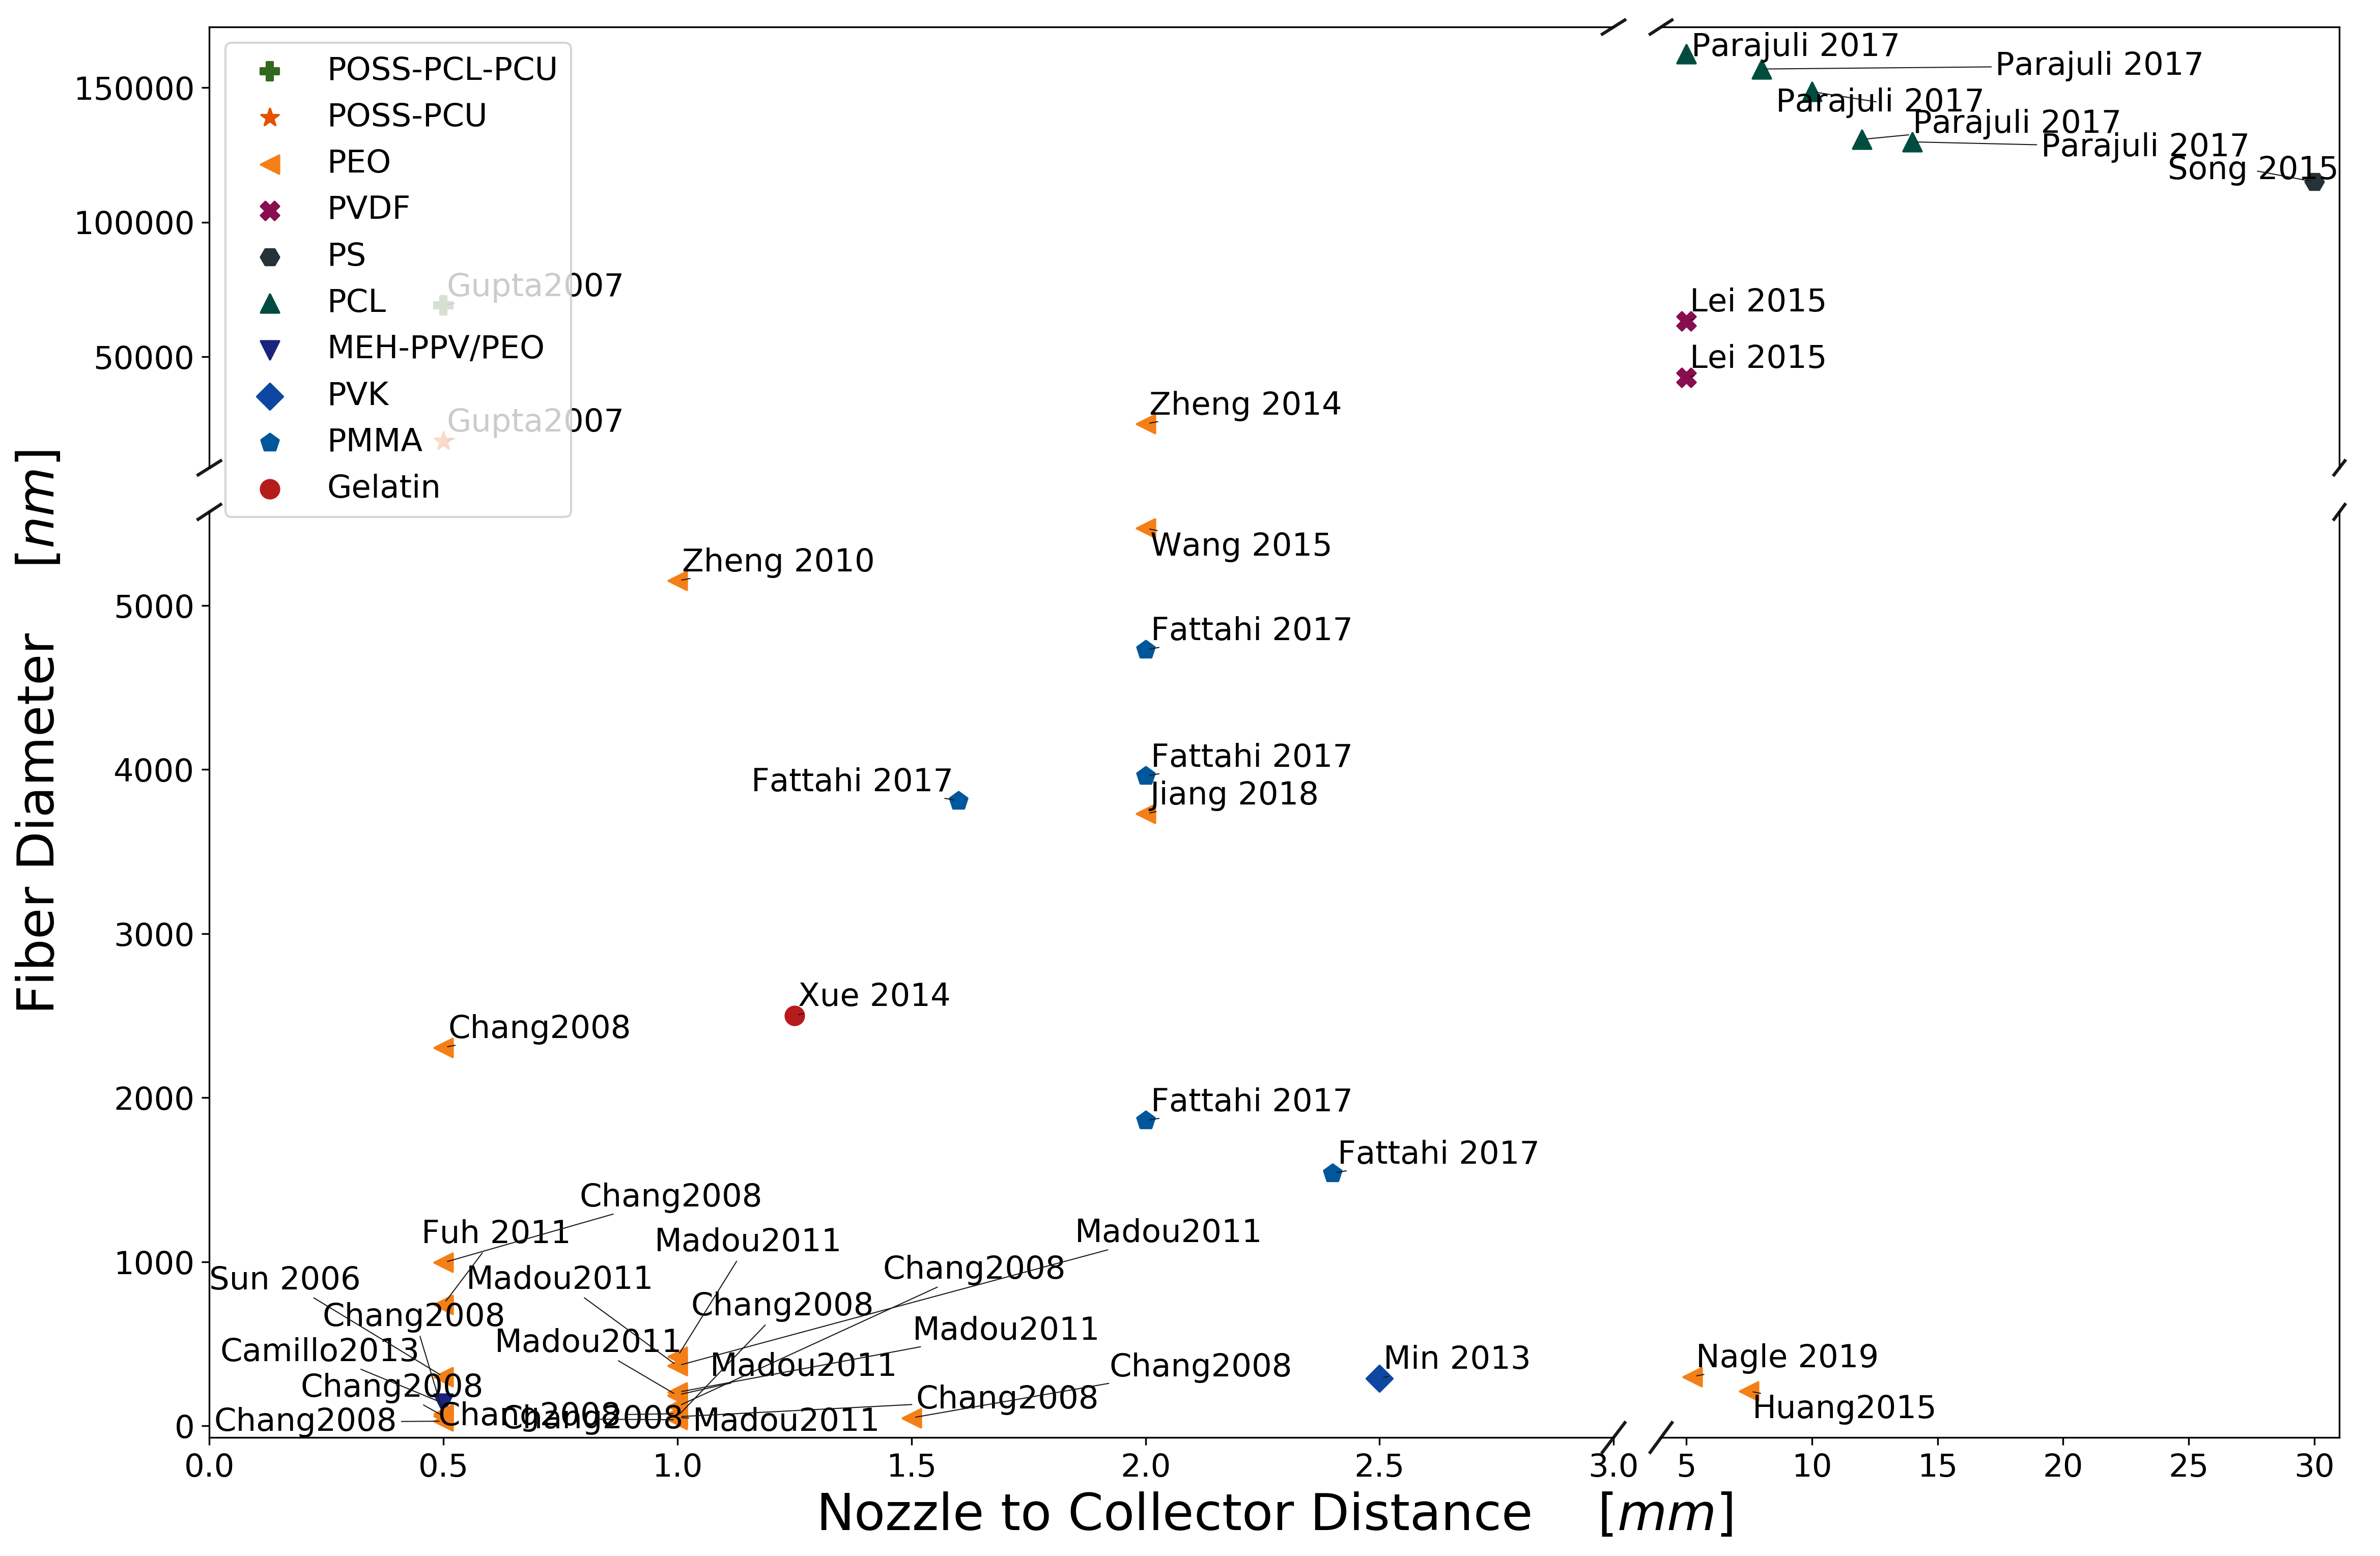 POSS-PCL-PCU
POSS-PCU
PEO
PVDF
PS
PCL
MEH-PPV/PEO
PVK
PMMA
Gelatin
150000
100000
50000
5000
4000
3000
2000
1000
0
Fiber Diameter [nm]
Parajuli 2017
Parajuli 2017
Parajuli 2017
Parajuli 2017
Parajuli 2017
Song 2015
Gupta2007
Lei 2015
Lei 2015
Zheng 2014
Gupta2007
Wang 2015
Zheng 2010
Fattahi 2017
Fattahi 2017
Fattahi 2017
Jiang 2018
Xue 2014
Chang2008
Fattahi 2017
Fattahi 2017
Chang2008
Fuh 2011
Madou2011
Madou2011
Sun 2006
Madou2011
Chang2008
Chang2008
Chang2008
Madou2011
Camillo2013
Madou2011
Madou2011
Chang2008
Min 2013
Nagle 2019
Chang2008
Chang2008
Huang2015
Chang2008
Chang2008
Chang2008
Madou2011
0.0
0.5
1.0
1.5
2.0
2.5
3.0
5
10
15
20
25
30
Nozzle to Collector Distance [mm]